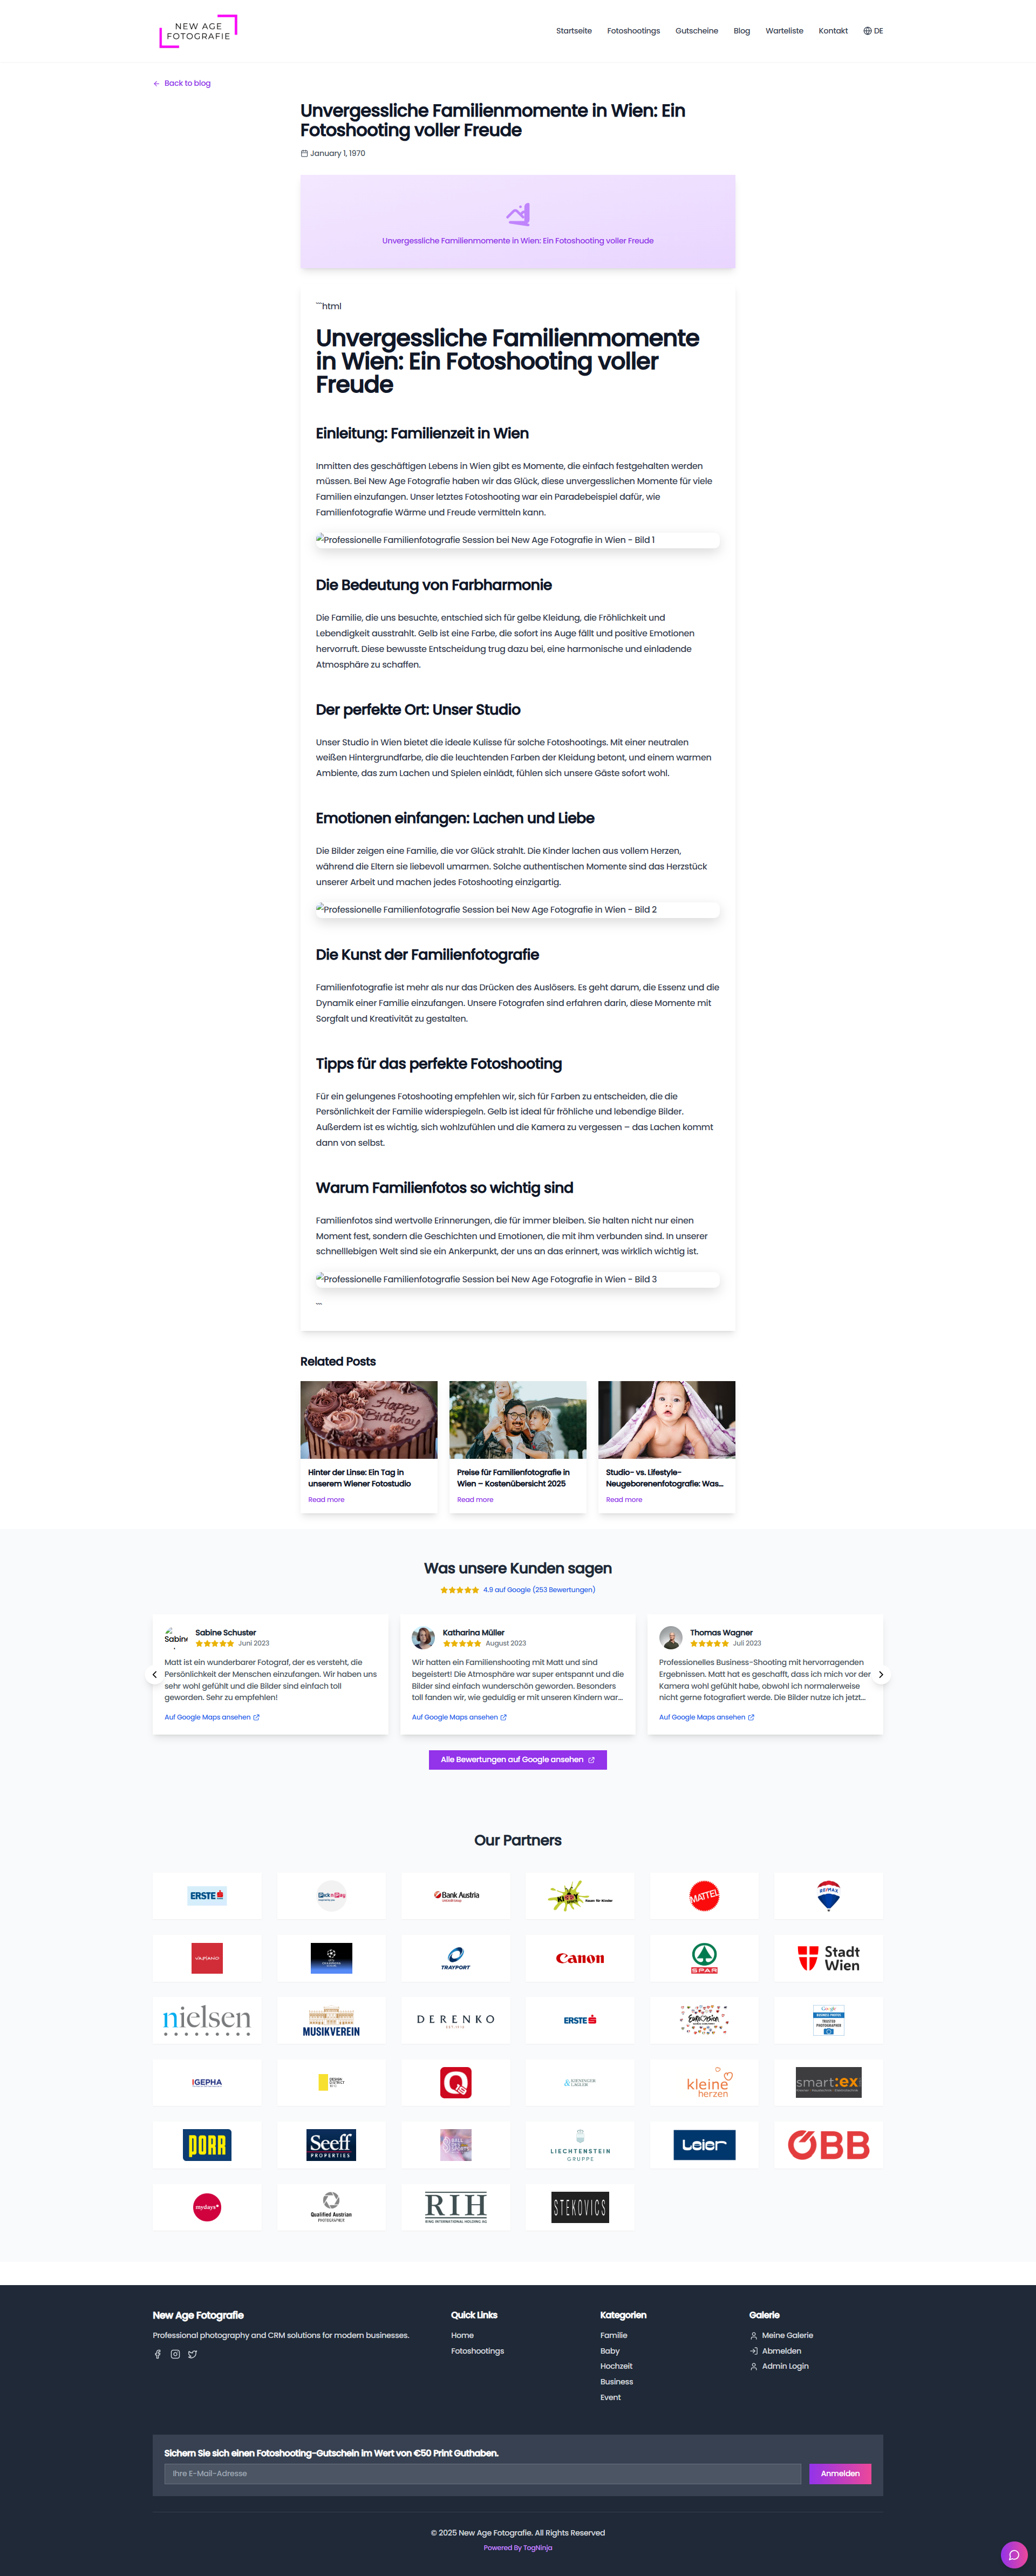 NEW AGE
FOTOGRAFIE
Startseite Fotoshootings Gutscheine Blog Warteliste Kontakt DE
Back to blog
Unvergessliche Familienmomente in Wien: Ein
Fotoshooting voller Freude
January 1, 1970
Unvergessliche Familienmomente in Wien: Ein Fotoshooting voller Freude
```html
Unvergessliche Familienmomente
in Wien: Ein Fotoshooting voller
Freude
Einleitung: Familienzeit in Wien
Inmitten des geschäftigen Lebens in Wien gibt es Momente, die einfach festgehalten werden
müssen. Bei New Age Fotografie haben wir das Glück, diese unvergesslichen Momente für viele
Familien einzufangen. Unser letztes Fotoshooting war ein Paradebeispiel dafür, wie
Familienfotografie Wärme und Freude vermitteln kann.
Professionelle Familienfotografie Session bei New Age Fotografie in Wien - Bild 1
Die Bedeutung von Farbharmonie
Die Familie, die uns besuchte, entschied sich für gelbe Kleidung, die Fröhlichkeit und
Lebendigkeit ausstrahlt. Gelb ist eine Farbe, die sofort ins Auge fällt und positive Emotionen
hervorruft. Diese bewusste Entscheidung trug dazu bei, eine harmonische und einladende
Atmosphäre zu schaffen.
Der perfekte Ort: Unser Studio
Unser Studio in Wien bietet die ideale Kulisse für solche Fotoshootings. Mit einer neutralen
weißen Hintergrundfarbe, die die leuchtenden Farben der Kleidung betont, und einem warmen
Ambiente, das zum Lachen und Spielen einlädt, fühlen sich unsere Gäste sofort wohl.
Emotionen einfangen: Lachen und Liebe
Die Bilder zeigen eine Familie, die vor Glück strahlt. Die Kinder lachen aus vollem Herzen,
während die Eltern sie liebevoll umarmen. Solche authentischen Momente sind das Herzstück
unserer Arbeit und machen jedes Fotoshooting einzigartig.
Professionelle Familienfotografie Session bei New Age Fotografie in Wien - Bild 2
Die Kunst der Familienfotografie
Familienfotografie ist mehr als nur das Drücken des Auslösers. Es geht darum, die Essenz und die
Dynamik einer Familie einzufangen. Unsere Fotografen sind erfahren darin, diese Momente mit
Sorgfalt und Kreativität zu gestalten.
Tipps für das perfekte Fotoshooting
Für ein gelungenes Fotoshooting empfehlen wir, sich für Farben zu entscheiden, die die
Persönlichkeit der Familie widerspiegeln. Gelb ist ideal für fröhliche und lebendige Bilder.
Außerdem ist es wichtig, sich wohlzufühlen und die Kamera zu vergessen – das Lachen kommt
dann von selbst.
Warum Familienfotos so wichtig sind
Familienfotos sind wertvolle Erinnerungen, die für immer bleiben. Sie halten nicht nur einen
Moment fest, sondern die Geschichten und Emotionen, die mit ihm verbunden sind. In unserer
schnelllebigen Welt sind sie ein Ankerpunkt, der uns an das erinnert, was wirklich wichtig ist.
Professionelle Familienfotografie Session bei New Age Fotografie in Wien - Bild 3
```
Related Posts
Happy Birthday
Hinter der Linse: Ein Tag in
unserem Wiener Fotostudio
Read more
Preise für Familienfotografie in
Wien – Kostenübersicht 2025
Read more
Studio- vs. Lifestyle-
Neugeborenenfotografie: Was...
Read more
Was unsere Kunden sagen
4.9 auf Google (253 Bewertungen)
Sabine
Sabine Schuster
Juni 2023
Matt ist ein wunderbarer Fotograf, der es versteht, die
Persönlichkeit der Menschen einzufangen. Wir haben uns
sehr wohl gefühlt und die Bilder sind einfach toll
geworden. Sehr zu empfehlen!
Auf Google Maps ansehen
Katharina Müller
August 2023
Wir hatten ein Familienshooting mit Matt und sind
begeistert! Die Atmosphäre war super entspannt und die
Bilder sind einfach wunderschön geworden. Besonders
toll fanden wir, wie geduldig er mit unseren Kindern war...
Auf Google Maps ansehen
Thomas Wagner
Juli 2023
Professionelles Business-Shooting mit hervorragenden
Ergebnissen. Matt hat es geschafft, dass ich mich vor der
Kamera wohl gefühlt habe, obwohl ich normalerweise
nicht gerne fotografiert werde. Die Bilder nutze ich jetzt...
Auf Google Maps ansehen
Alle Bewertungen auf Google ansehen
Our Partners
ERSTE
Pick n Pay
Bank Austria
MATTEL
RE/MAX
VAPIANO
TRAYPORT
Canon
SPAR
Stadt
Wien
nielsen
MUSIKVEREIN
DERENKO
ERSTE
EUROVISION
Google
TRUSTED
PHOTOGRAPHER
IGEPHA
DESIGN
DISTRICT
Q
kleine
herzen
smart:ex
PORR
Seeff
PROPERTIES
LIECHTENSTEIN
GRUPPE
Leier
ÖBB
mydays
Qualified Austrian
PHOTOGRAPHER
RIH
RING INTERNATIONAL HOLDING AG
STEKOVICS
New Age Fotografie
Professional photography and CRM solutions for modern businesses.
Quick Links
Home
Fotoshootings
Kategorien
Familie
Baby
Hochzeit
Business
Event
Galerie
Meine Galerie
Abmelden
Admin Login
Sichern Sie sich einen Fotoshooting-Gutschein im Wert von €50 Print Guthaben.
Ihre E-Mail-Adresse
Anmelden
© 2025 New Age Fotografie. All Rights Reserved
Powered By TogNinja